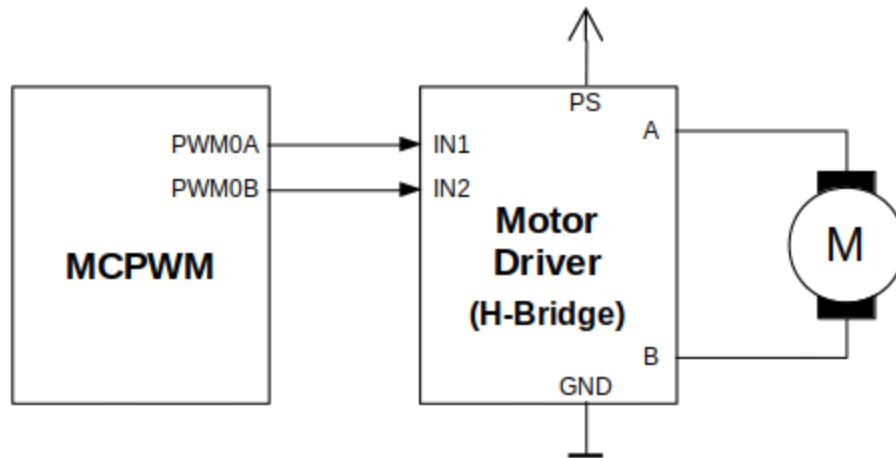 PS
PWM0A
IN1
A
PWM0B
IN2
Motor
Driver
(H-Bridge)
MCPWM
M
B
GND